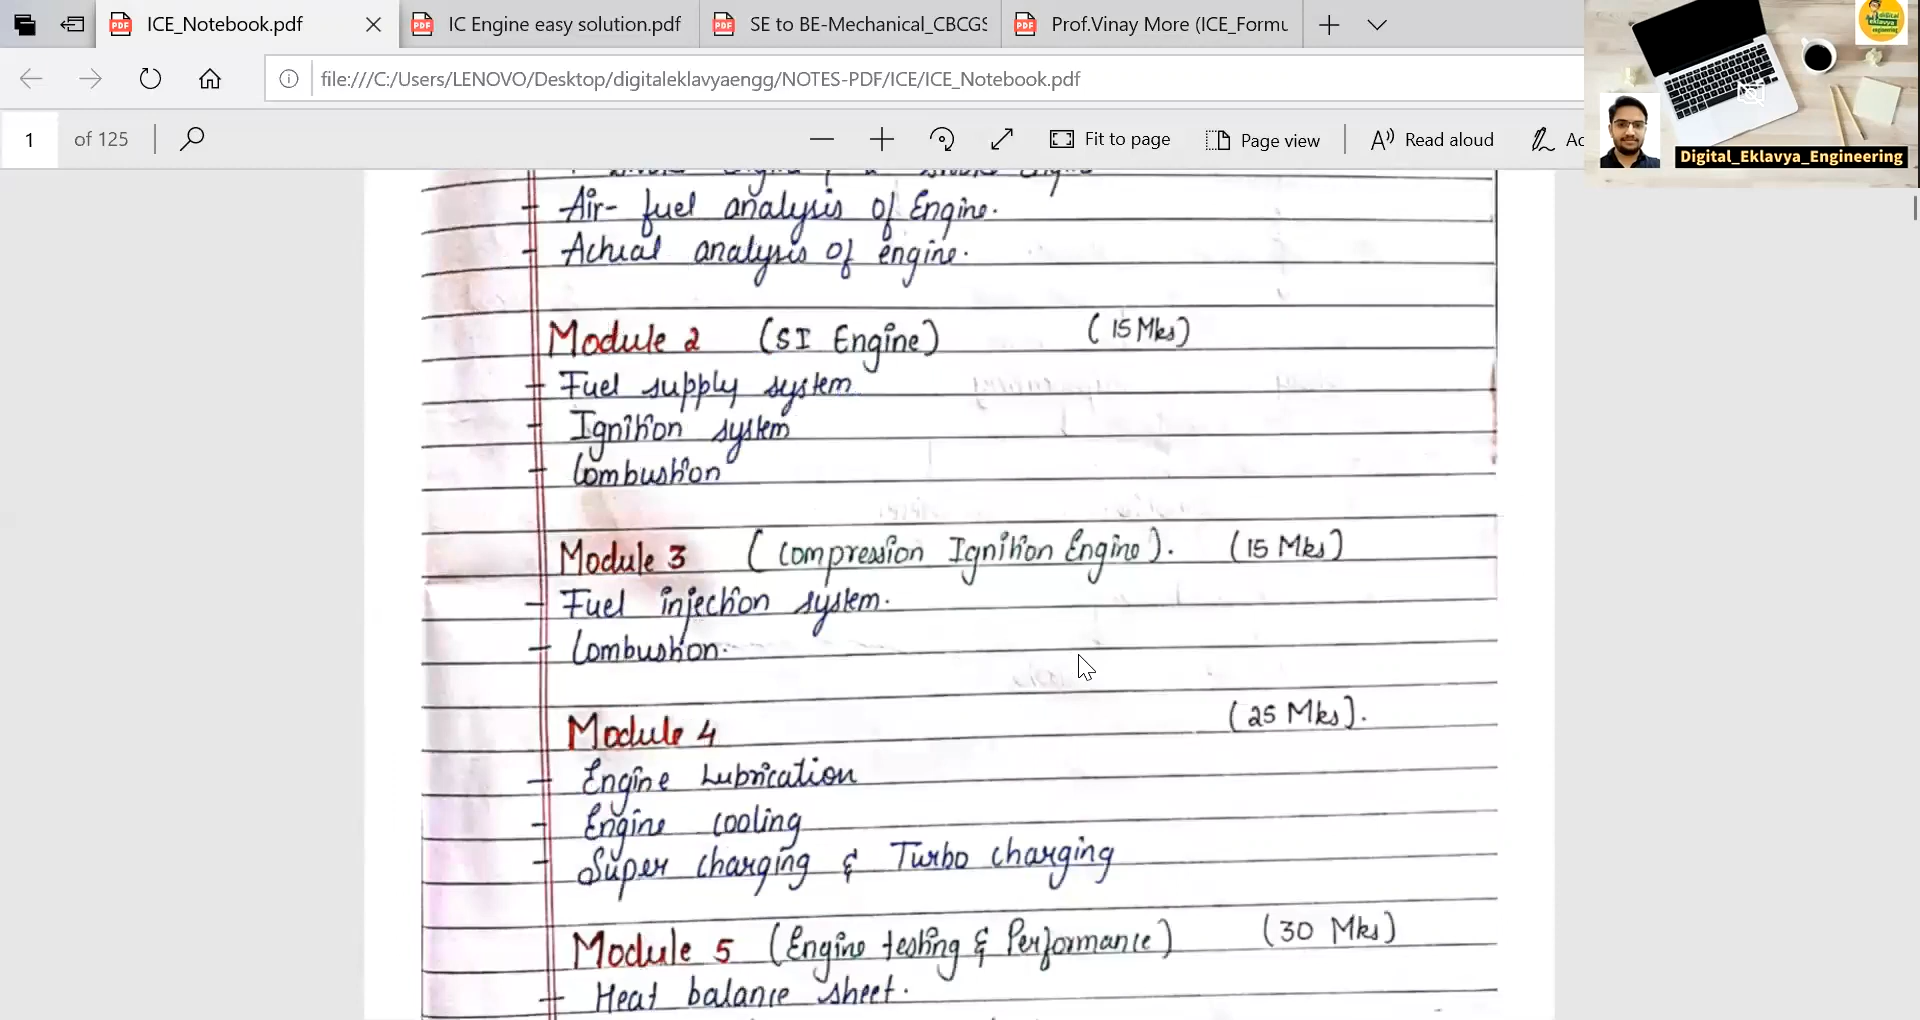 ICE_Notebook.pdf
IC Engine easy solution.pdf
SE to BE-Mechanical_CBCGS
Prof.Vinay More (ICE_Formu
file:///C:/Users/LENOVO/Desktop/digitaleklavyaengg/NOTES-PDF/ICE/ICE_Notebook.pdf
1 of 125
Fit to page
Page view
Read aloud
Digital_Eklavya_Engineering
- Air- fuel analysis of Engine.
- Actual analysis of engine.
Module 2 (SI Engine) (15 Mks)
- Fuel supply system
- Ignition system
- Combustion
Module 3 (Compression Ignition Engine). (15 Mks)
- Fuel injection system.
- Combustion.
Module 4 (25 Mks).
- Engine Lubrication
- Engine cooling
- Super charging & Turbo charging
Module 5 (Engine testing & Performance) (30 Mks)
- Heat balance sheet.